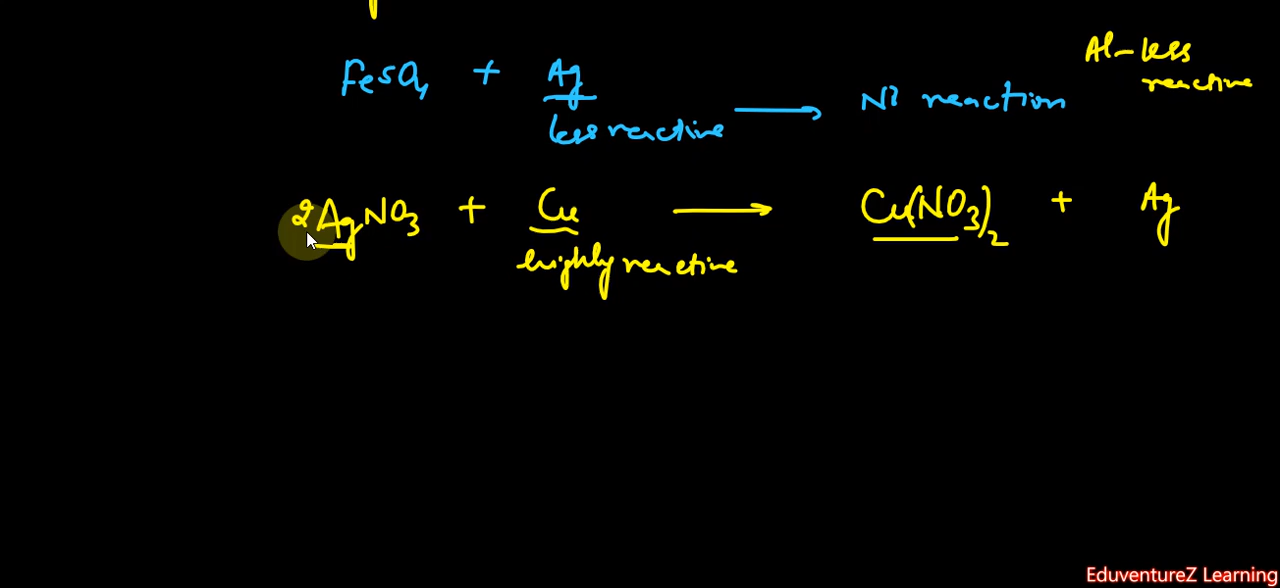 FeSO4 + Ag ⟶ No reaction
less reactive
Al - less
reactive
2AgNO3 + Cu ⟶ Cu(NO3)2 + Ag
highly reactive
EduventureZ Learning